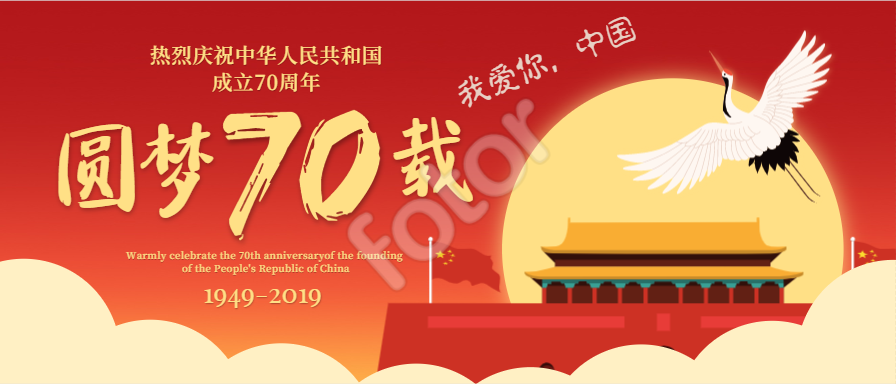 热烈庆祝中华人民共和国
成立70周年
我爱你，中国
圆梦70载
fotor
Warmly celebrate the 70th anniversaryof the founding
of the People's Republic of China
1949-2019